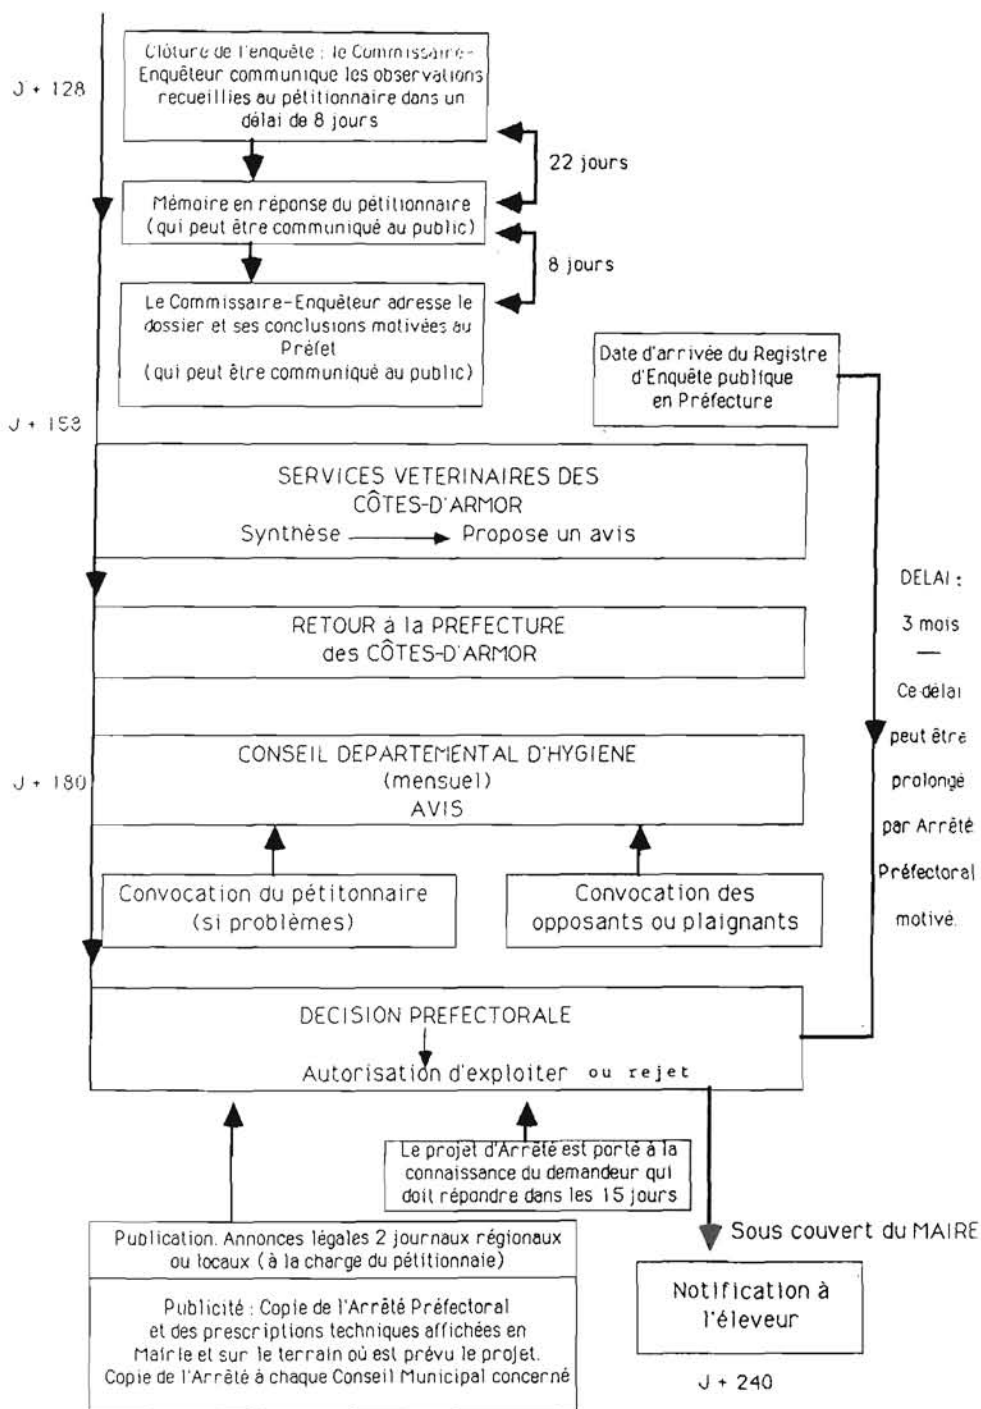 J + 128
Clôture de l'enquête : le Commissaire-
Enquêteur communique les observations
recueillies au pétitionnaire dans un
délai de 8 jours
22 jours
Mémoire en réponse du pétitionnaire
(qui peut être communiqué au public)
8 jours
Le Commissaire-Enquêteur adresse le
dossier et ses conclusions motivées au
Préfet
(qui peut être communiqué au public)
Date d'arrivée du Registre
d'Enquête publique
en Préfecture
J + 158
SERVICES VETERINAIRES DES
CÔTES-D'ARMOR
Synthèse Propose un avis
RETOUR à la PREFECTURE
des CÔTES-D'ARMOR
DELAI :
3 mois
—
Ce délai
peut être
prolongé
par Arrêté
Préfectoral
motivé.
J + 180
CONSEIL DEPARTEMENTAL D'HYGIENE
(mensuel)
AVIS
Convocation du pétitonnaire
(si problèmes)
Convocation des
opposants ou plaignants
DECISION PREFECTORALE
Autorisation d'exploiter ou rejet
Le projet d'Arrêté est porté à la
connaissance du demandeur qui
doit répondre dans les 15 jours
Publication. Annonces légales 2 journaux régionaux
ou locaux (à la charge du pétitionnaie)
Publicité : Copie de l'Arrêté Préfectoral
et des prescriptions techniques affichées en
Mairie et sur le terrain où est prévu le projet.
Copie de l'Arrêté à chaque Conseil Municipal concerné
Sous couvert du MAIRE
Notification à
l'éleveur
J + 240